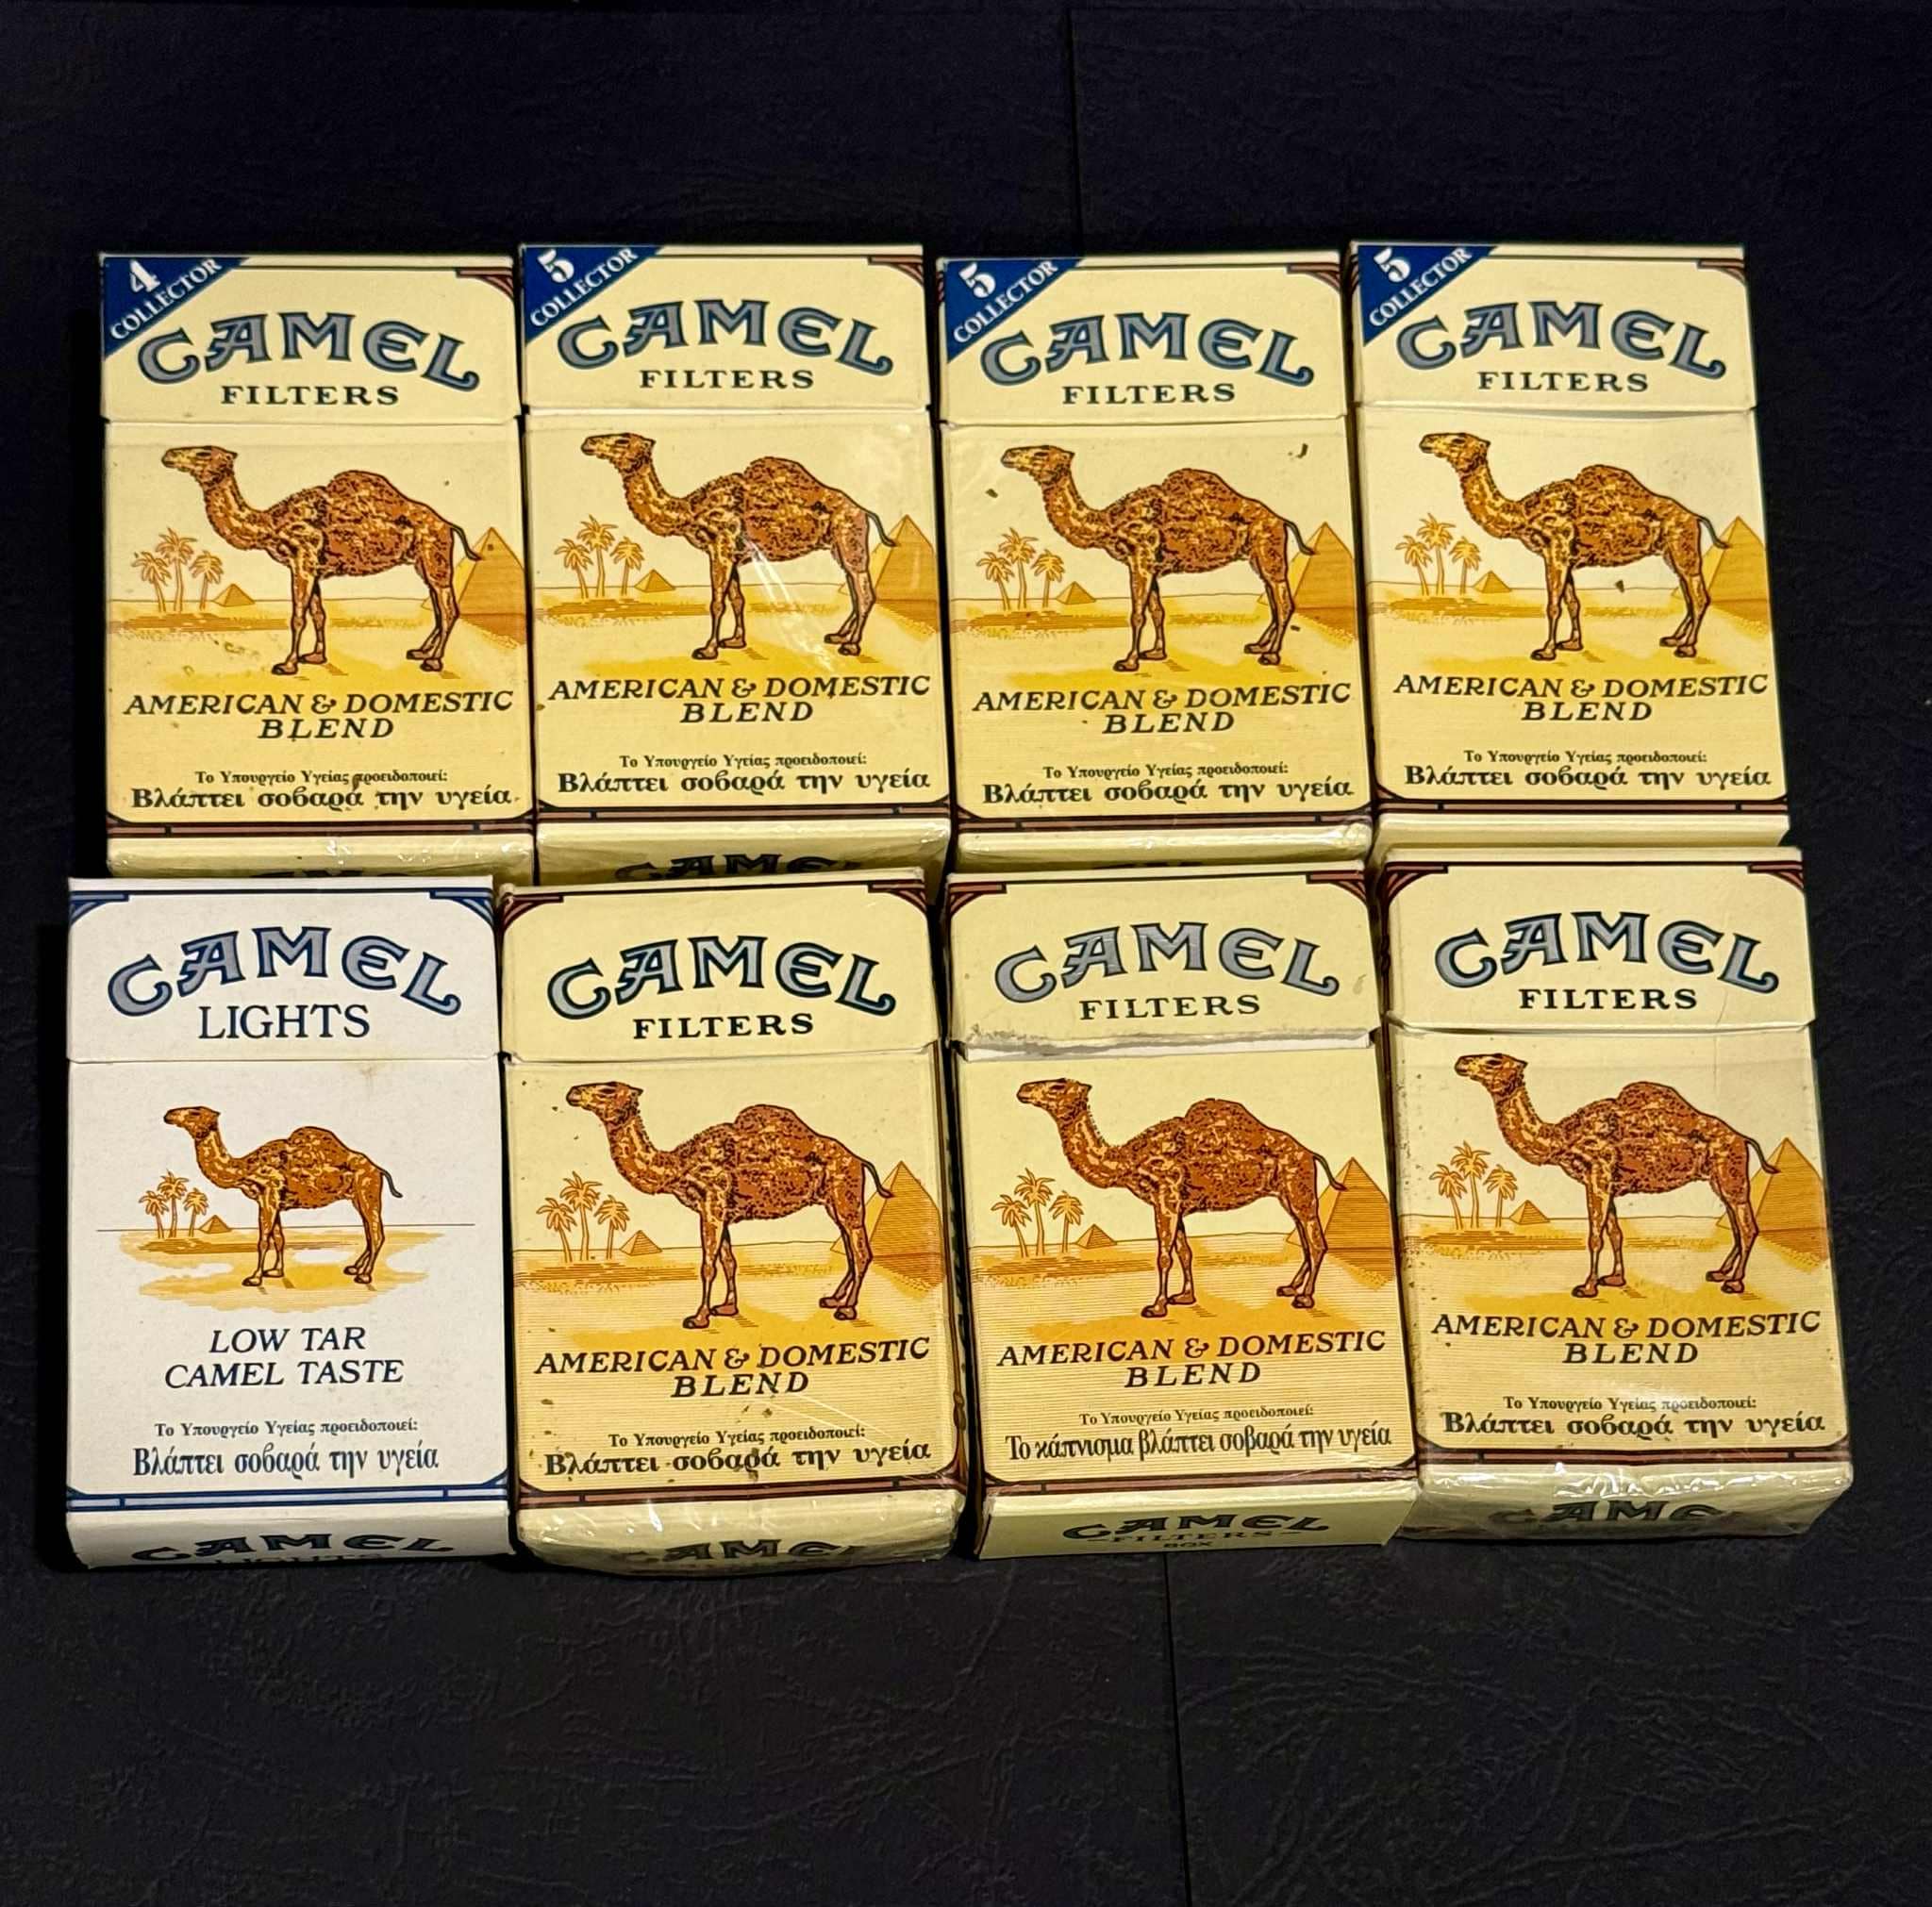 4
COLLECTOR
CAMEL
FILTERS
AMERICAN & DOMESTIC
BLEND
Το Υπουργείο Υγείας προειδοποιεί:
Βλάπτει σοβαρά την υγεία
5
COLLECTOR
CAMEL
FILTERS
AMERICAN & DOMESTIC
BLEND
Το Υπουργείο Υγείας προειδοποιεί:
Βλάπτει σοβαρά την υγεία
CAMEL
5
COLLECTOR
CAMEL
FILTERS
AMERICAN & DOMESTIC
BLEND
Το Υπουργείο Υγείας προειδοποιεί:
Βλάπτει σοβαρά την υγεία
5
COLLECTOR
CAMEL
FILTERS
AMERICAN & DOMESTIC
BLEND
Το Υπουργείο Υγείας προειδοποιεί:
Βλάπτει σοβαρά την υγεία
CAMEL
LIGHTS
LOW TAR
CAMEL TASTE
Το Υπουργείο Υγείας προειδοποιεί:
Βλάπτει σοβαρά την υγεία
CAMEL
LIGHTS
CAMEL
FILTERS
AMERICAN & DOMESTIC
BLEND
Το Υπουργείο Υγείας προειδοποιεί:
Βλάπτει σοβαρά την υγεία
CAMEL
CAMEL
FILTERS
AMERICAN & DOMESTIC
BLEND
Το Υπουργείο Υγείας προειδοποιεί:
Το κάπνισμα βλάπτει σοβαρά την υγεία
CAMEL
FILTERS
BOX
CAMEL
FILTERS
AMERICAN & DOMESTIC
BLEND
Το Υπουργείο Υγείας προειδοποιεί:
Βλάπτει σοβαρά την υγεία
CAMEL